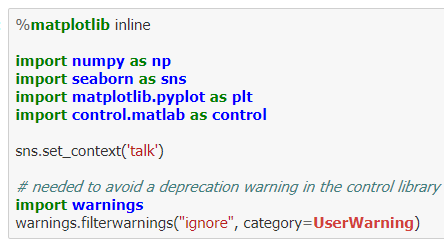 %matplotlib inline
import numpy as np
import seaborn as sns
import matplotlib.pyplot as plt
import control.matlab as control
sns.set_context('talk')
# needed to avoid a deprecation warning in the control library
import warnings
warnings.filterwarnings("ignore", category=UserWarning)